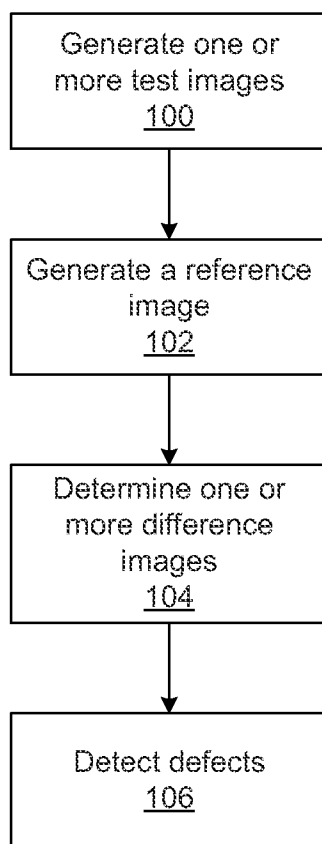 Generate one or
more test images
100
Generate a reference
image
102
Determine one or
more difference
images
104
Detect defects
106